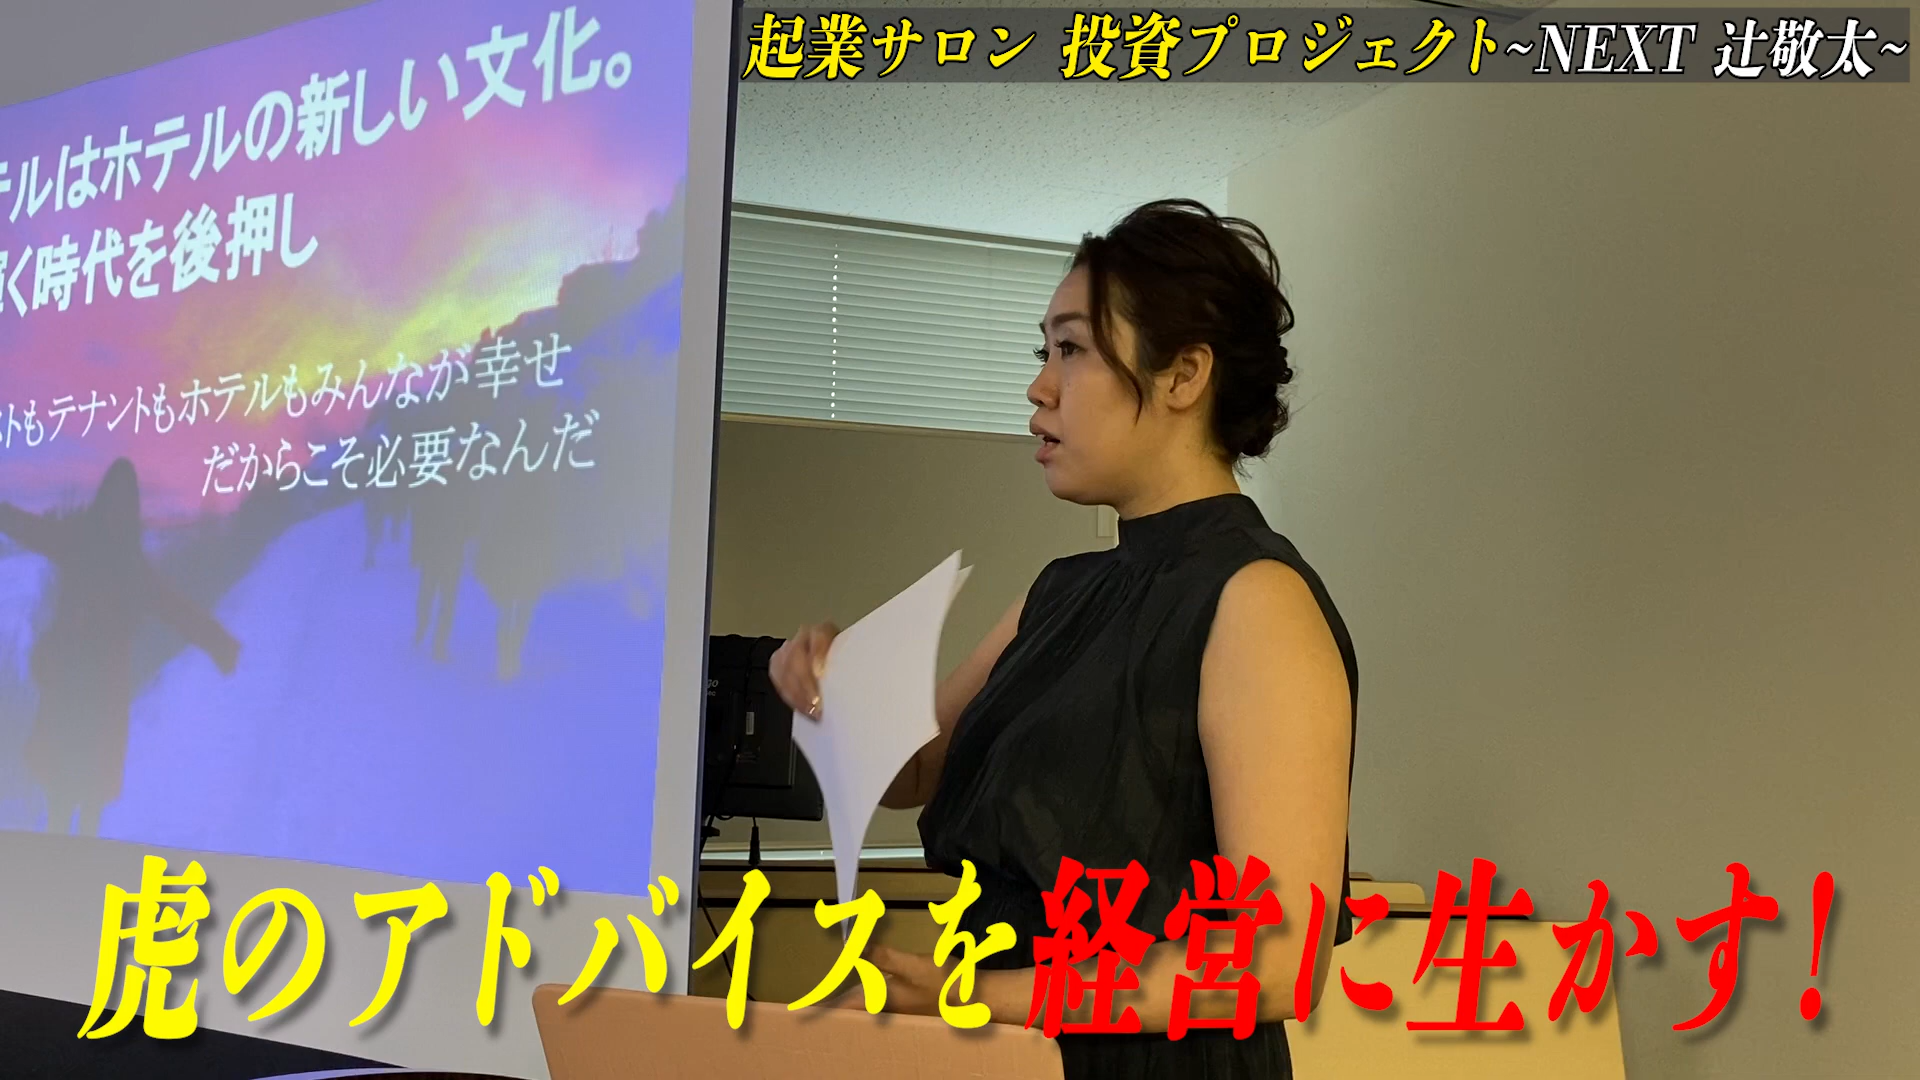 起業サロン 投資プロジェクト~NEXT 辻敬太~
テルはホテルの新しい文化。
く時代を後押し
ストもテナントもホテルもみんなが幸せ
だからこそ必要なんだ
虎のアドバイスを経営に生かす!